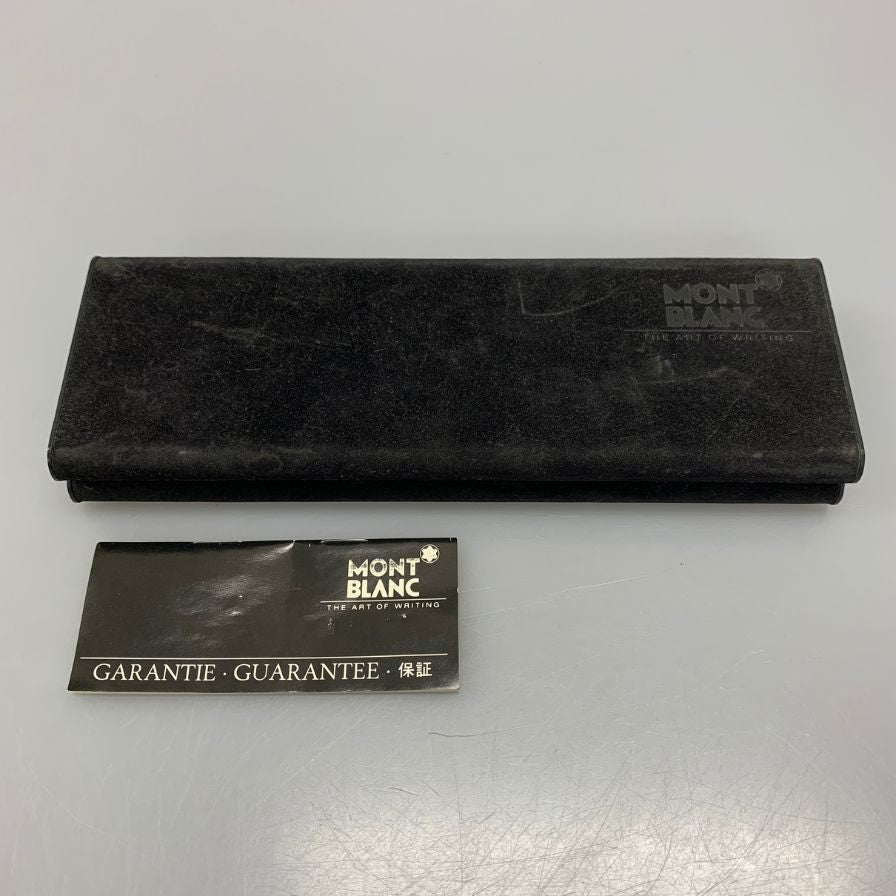 MONT
BLANC
THE ART OF WRITING
MONT
BLANC
THE ART OF WRITING
GARANTIE · GUARANTEE · 保証